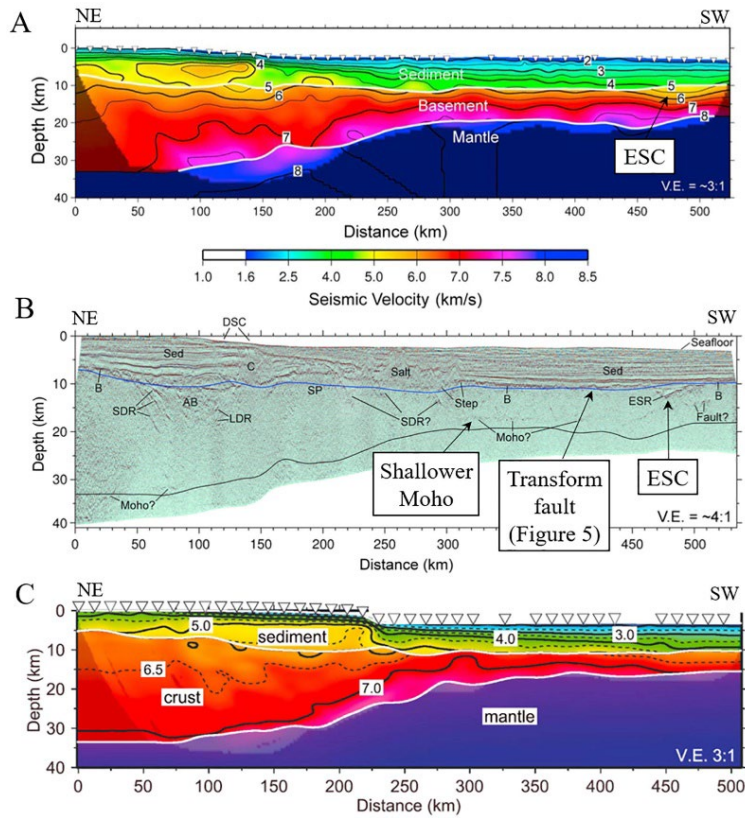 A
NE
SW
0
10
20
30
40
Depth (km)
4
5
6
7
8
2
3
4
5
6
7
8
Sediment
Basement
Mantle
ESC
V.E. = ~3:1
0 50 100 150 200 250 300 350 400 450 500
Distance (km)
1.0 1.6 2.5 4.0 5.0 6.0 7.0 8.0 8.5
Seismic Velocity (km/s)
B
NE
SW
0
10
20
30
40
Depth (km)
DSC
Seafloor
Sed
C
Salt
Sed
B
SDR
AB
LDR
SP
SDR?
Step
B
ESR
B
Fault?
Moho?
Moho?
Shallower
Moho
Transform
fault
(Figure 5)
ESC
V.E. = ~4:1
0 50 100 150 200 250 300 350 400 450 500
Distance (km)
C
NE
SW
0
10
20
30
40
Depth (km)
5.0
sediment
4.0
3.0
6.5
crust
7.0
mantle
V.E. 3:1
0 50 100 150 200 250 300 350 400 450 500
Distance (km)